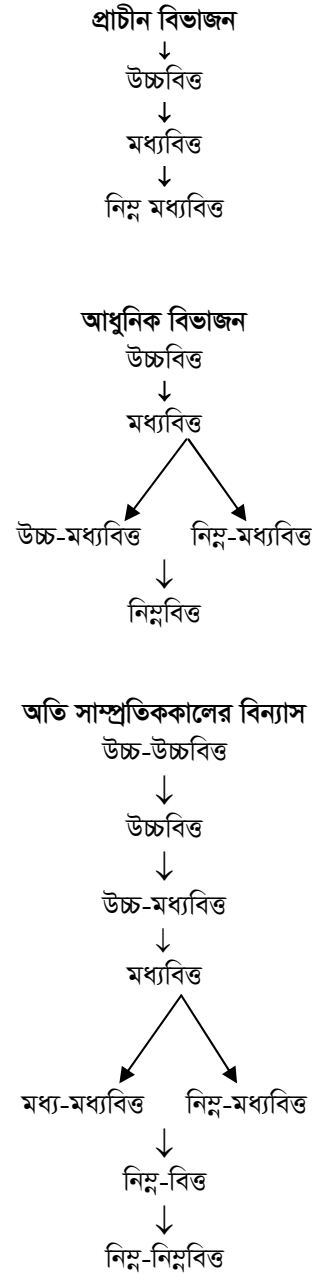 প্রাচীন বিভাজন
↓
উচ্চবিত্ত
↓
মধ্যবিত্ত
↓
নিম্ন মধ্যবিত্ত
আধুনিক বিভাজন
উচ্চবিত্ত
↓
মধ্যবিত্ত
উচ্চ-মধ্যবিত্ত নিম্ন-মধ্যবিত্ত
↓
নিম্নবিত্ত
অতি সাম্প্রতিককালের বিন্যাস
উচ্চ-উচ্চবিত্ত
↓
উচ্চবিত্ত
↓
উচ্চ-মধ্যবিত্ত
↓
মধ্যবিত্ত
মধ্য-মধ্যবিত্ত নিম্ন-মধ্যবিত্ত
↓
নিম্ন-বিত্ত
↓
নিম্ন-নিম্নবিত্ত